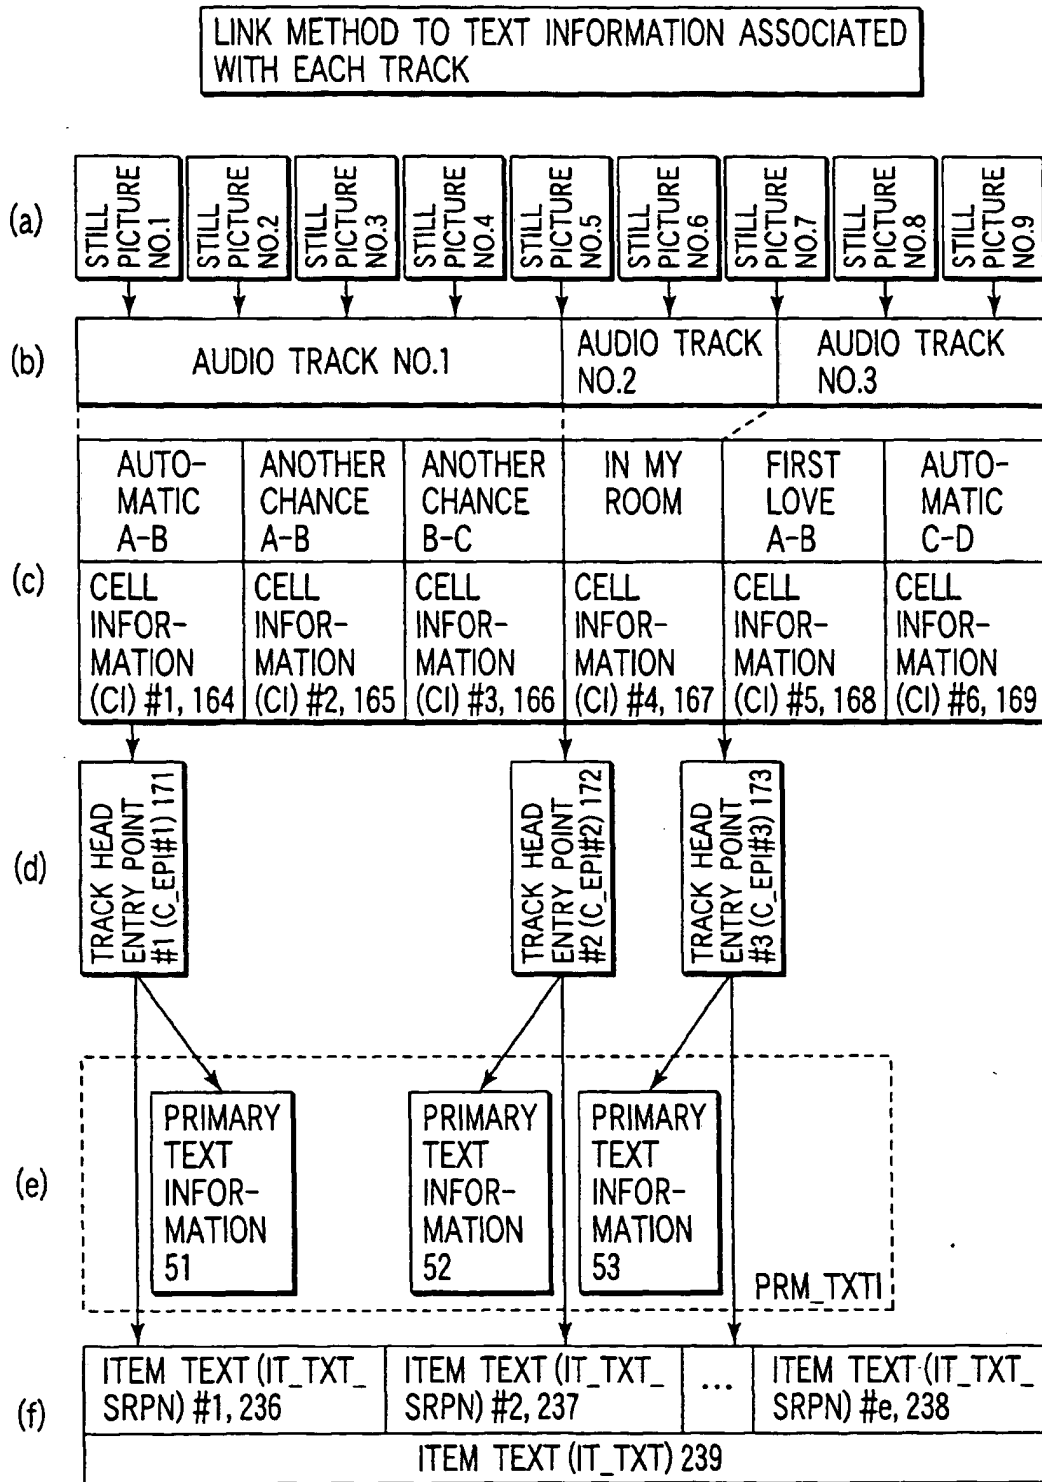 LINK METHOD TO TEXT INFORMATION ASSOCIATED
WITH EACH TRACK
(a)
STILL
PICTURE
NO.1
STILL
PICTURE
NO.2
STILL
PICTURE
NO.3
STILL
PICTURE
NO.4
STILL
PICTURE
NO.5
STILL
PICTURE
NO.6
STILL
PICTURE
NO.7
STILL
PICTURE
NO.8
STILL
PICTURE
NO.9
(b)
AUDIO TRACK NO.1
AUDIO TRACK
NO.2
AUDIO TRACK
NO.3
(c)
AUTO-
MATIC
A-B
ANOTHER
CHANCE
A-B
ANOTHER
CHANCE
B-C
IN MY
ROOM
FIRST
LOVE
A-B
AUTO-
MATIC
C-D
CELL
INFOR-
MATION
(CI) #1, 164
CELL
INFOR-
MATION
(CI) #2, 165
CELL
INFOR-
MATION
(CI) #3, 166
CELL
INFOR-
MATION
(CI) #4, 167
CELL
INFOR-
MATION
(CI) #5, 168
CELL
INFOR-
MATION
(CI) #6, 169
(d)
TRACK HEAD
ENTRY POINT
#1 (C_EPI#1) 171
TRACK HEAD
ENTRY POINT
#2 (C_EPI#2) 172
TRACK HEAD
ENTRY POINT
#3 (C_EPI#3) 173
(e)
PRIMARY
TEXT
INFOR-
MATION
51
PRIMARY
TEXT
INFOR-
MATION
52
PRIMARY
TEXT
INFOR-
MATION
53
PRM_TXTI
(f)
ITEM TEXT (IT_TXT_
SRPN) #1, 236
ITEM TEXT (IT_TXT_
SRPN) #2, 237
...
ITEM TEXT (IT_TXT_
SRPN) #e, 238
ITEM TEXT (IT_TXT) 239